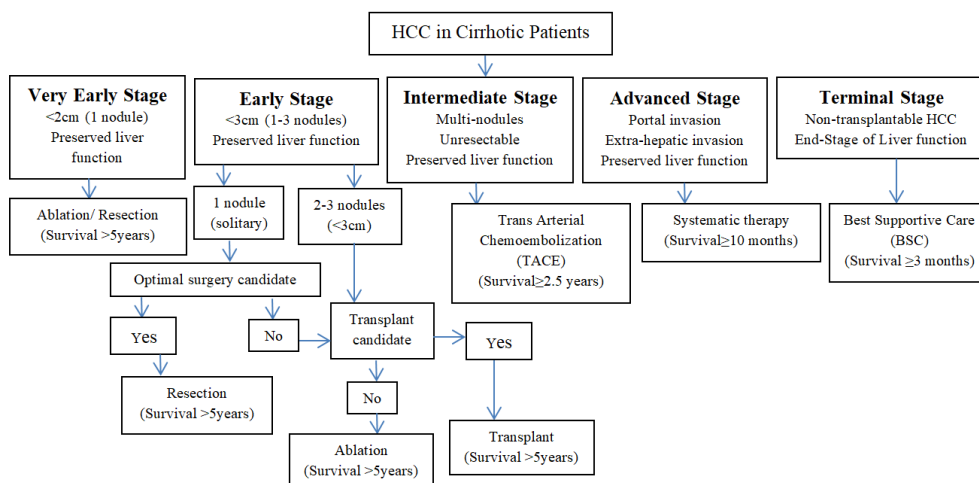 HCC in Cirrhotic Patients
Very Early Stage
<2cm (1 nodule)
Preserved liver
function
Early Stage
<3cm (1-3 nodules)
Preserved liver function
Intermediate Stage
Multi-nodules
Unresectable
Preserved liver function
Advanced Stage
Portal invasion
Extra-hepatic invasion
Preserved liver function
Terminal Stage
Non-transplantable HCC
End-Stage of Liver function
Ablation/ Resection
(Survival >5years)
1 nodule
(solitary)
2-3 nodules
(<3cm)
Trans Arterial
Chemoembolization
(TACE)
(Survival≥2.5 years)
Systematic therapy
(Survival≥10 months)
Best Supportive Care
(BSC)
(Survival ≥3 months)
Optimal surgery candidate
Yes
No
Transplant
candidate
Yes
Resection
(Survival >5years)
No
Ablation
(Survival >5years)
Transplant
(Survival >5years)